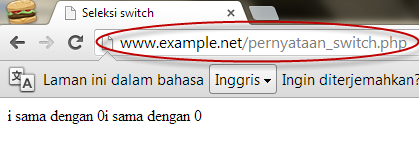 Seleksi switch
www.example.net/pernyataan_switch.php
Laman ini dalam bahasa Inggris Ingin diterjemahkan?
i sama dengan 0i sama dengan 0